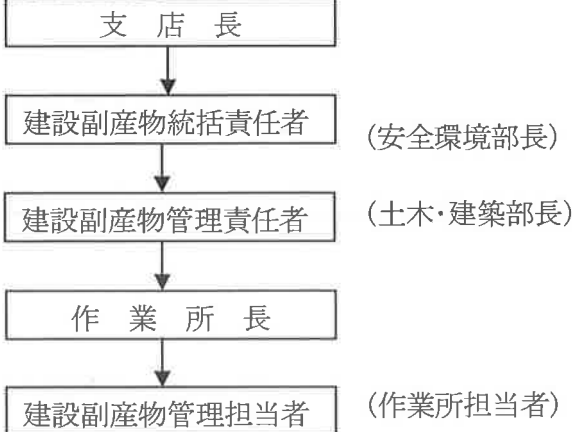 支店長
建設副産物統括責任者
(安全環境部長)
建設副産物管理責任者
(土木・建築部長)
作業所長
建設副産物管理担当者
(作業所担当者)